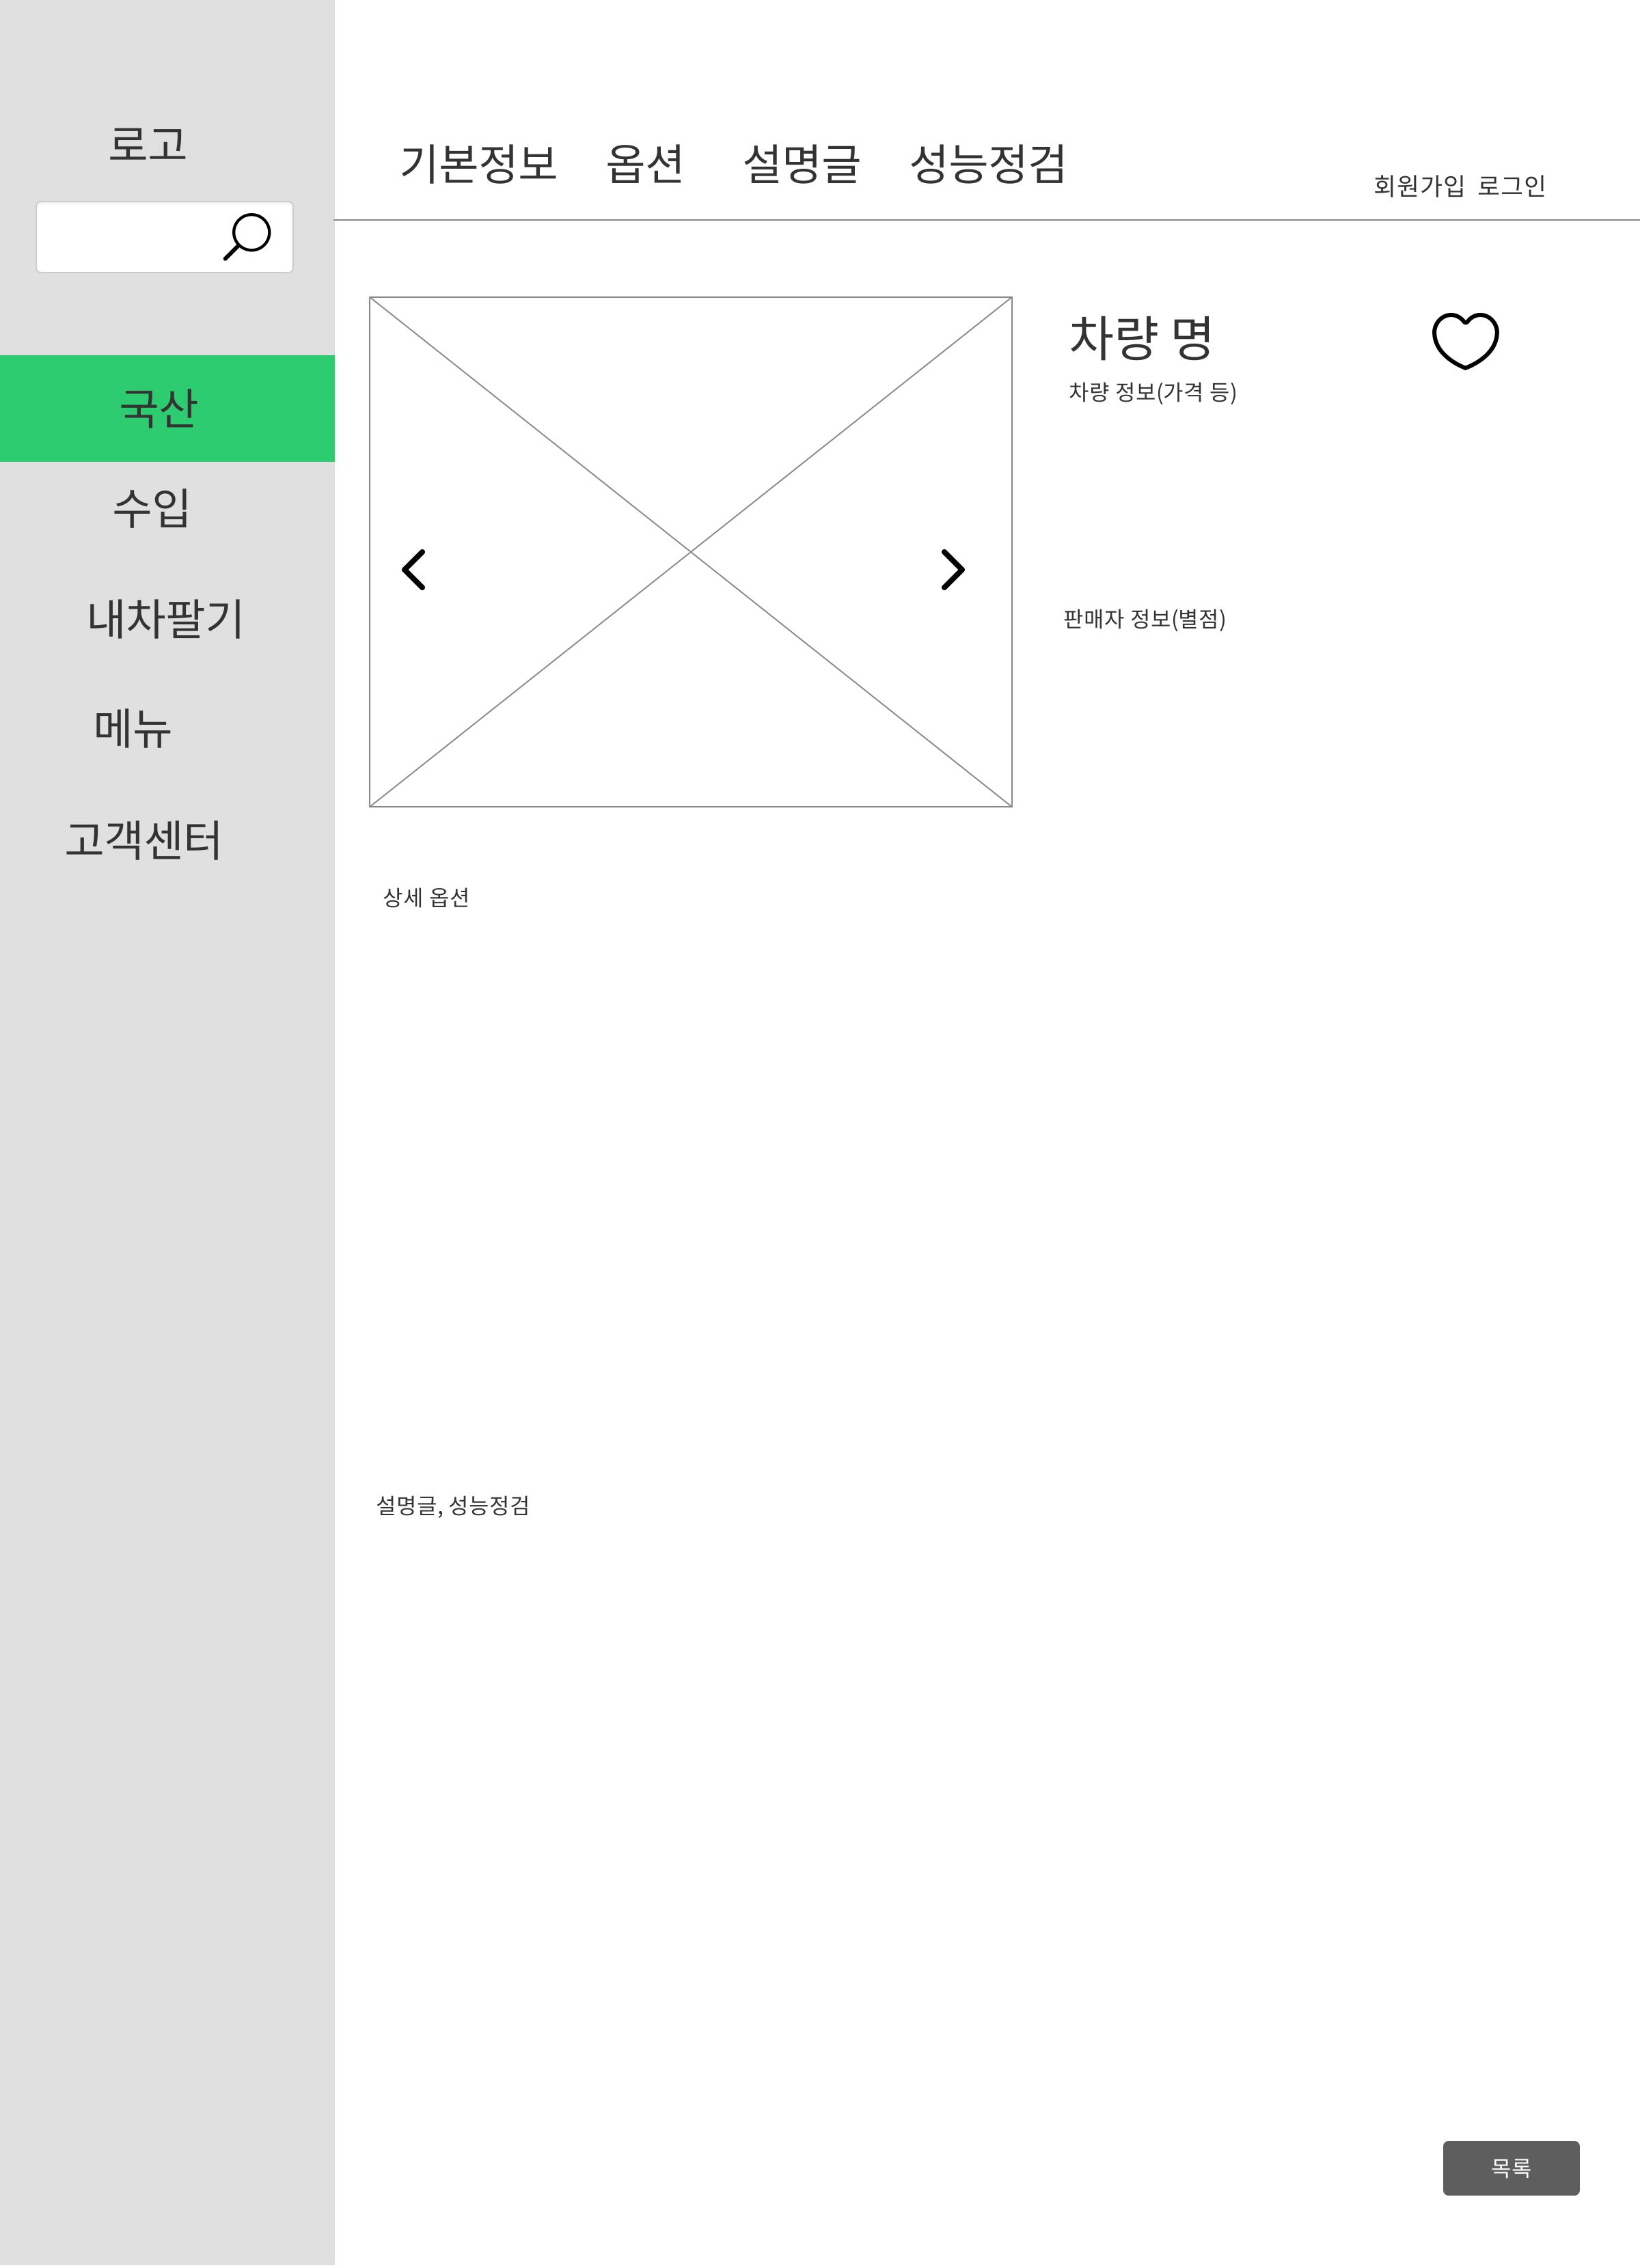 로고
국산
수입
내차팔기
메뉴
고객센터
기본정보 옵션 설명글 성능정검
회원가입 로그인
차량 명
차량 정보(가격 등)
판매자 정보(별점)
상세 옵션
설명글, 성능정검
목록